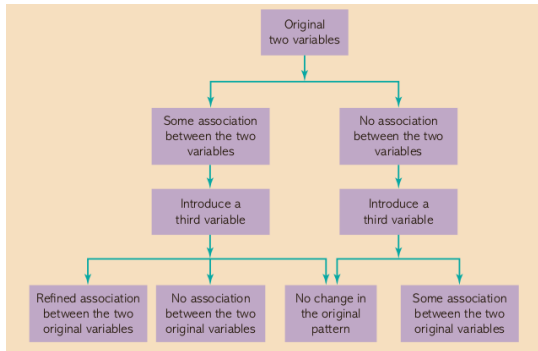 Original
two variables
Some association
between the two
variables
No association
between the two
variables
Introduce a
third variable
Introduce a
third variable
Refined association
between the two
original variables
No association
between the two
original variables
No change in
the original
pattern
Some association
between the two
original variables